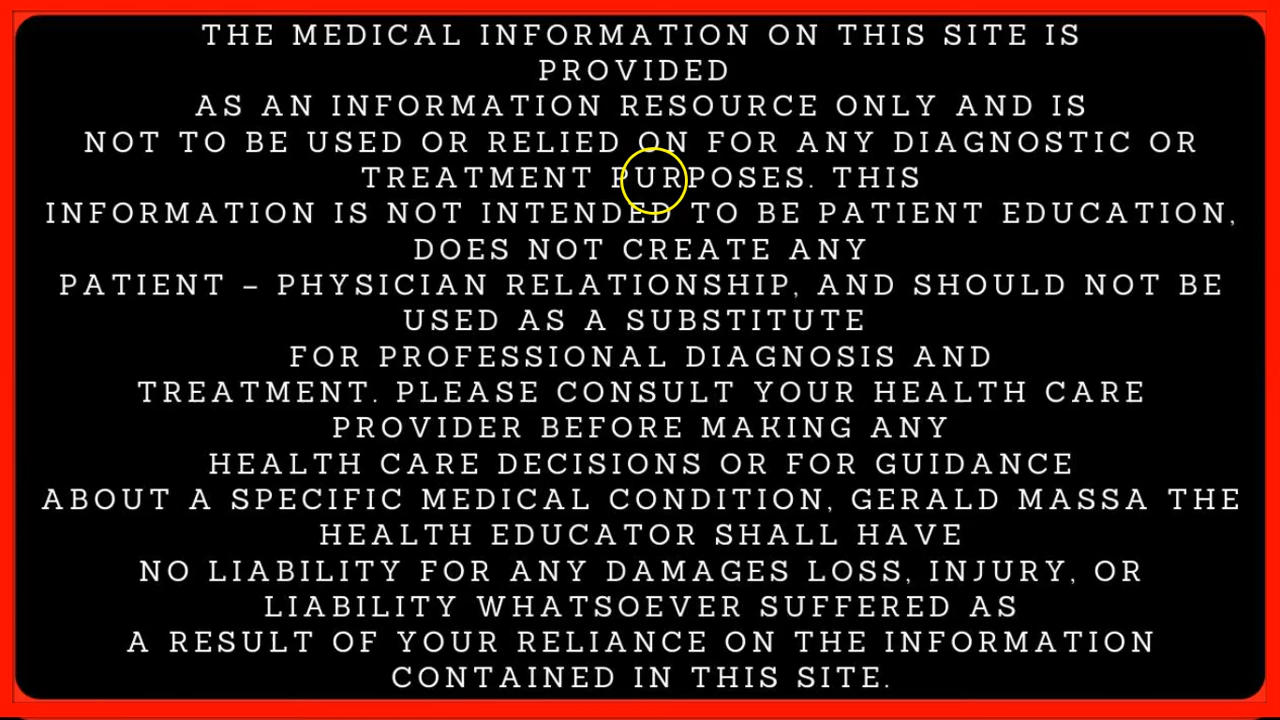 THE MEDICAL INFORMATION ON THIS SITE IS
PROVIDED
AS AN INFORMATION RESOURCE ONLY AND IS
NOT TO BE USED OR RELIED ON FOR ANY DIAGNOSTIC OR
TREATMENT PURPOSES. THIS
INFORMATION IS NOT INTENDED TO BE PATIENT EDUCATION,
DOES NOT CREATE ANY
PATIENT – PHYSICIAN RELATIONSHIP, AND SHOULD NOT BE
USED AS A SUBSTITUTE
FOR PROFESSIONAL DIAGNOSIS AND
TREATMENT. PLEASE CONSULT YOUR HEALTH CARE
PROVIDER BEFORE MAKING ANY
HEALTH CARE DECISIONS OR FOR GUIDANCE
ABOUT A SPECIFIC MEDICAL CONDITION, GERALD MASSA THE
HEALTH EDUCATOR SHALL HAVE
NO LIABILITY FOR ANY DAMAGES LOSS, INJURY, OR
LIABILITY WHATSOEVER SUFFERED AS
A RESULT OF YOUR RELIANCE ON THE INFORMATION
CONTAINED IN THIS SITE.